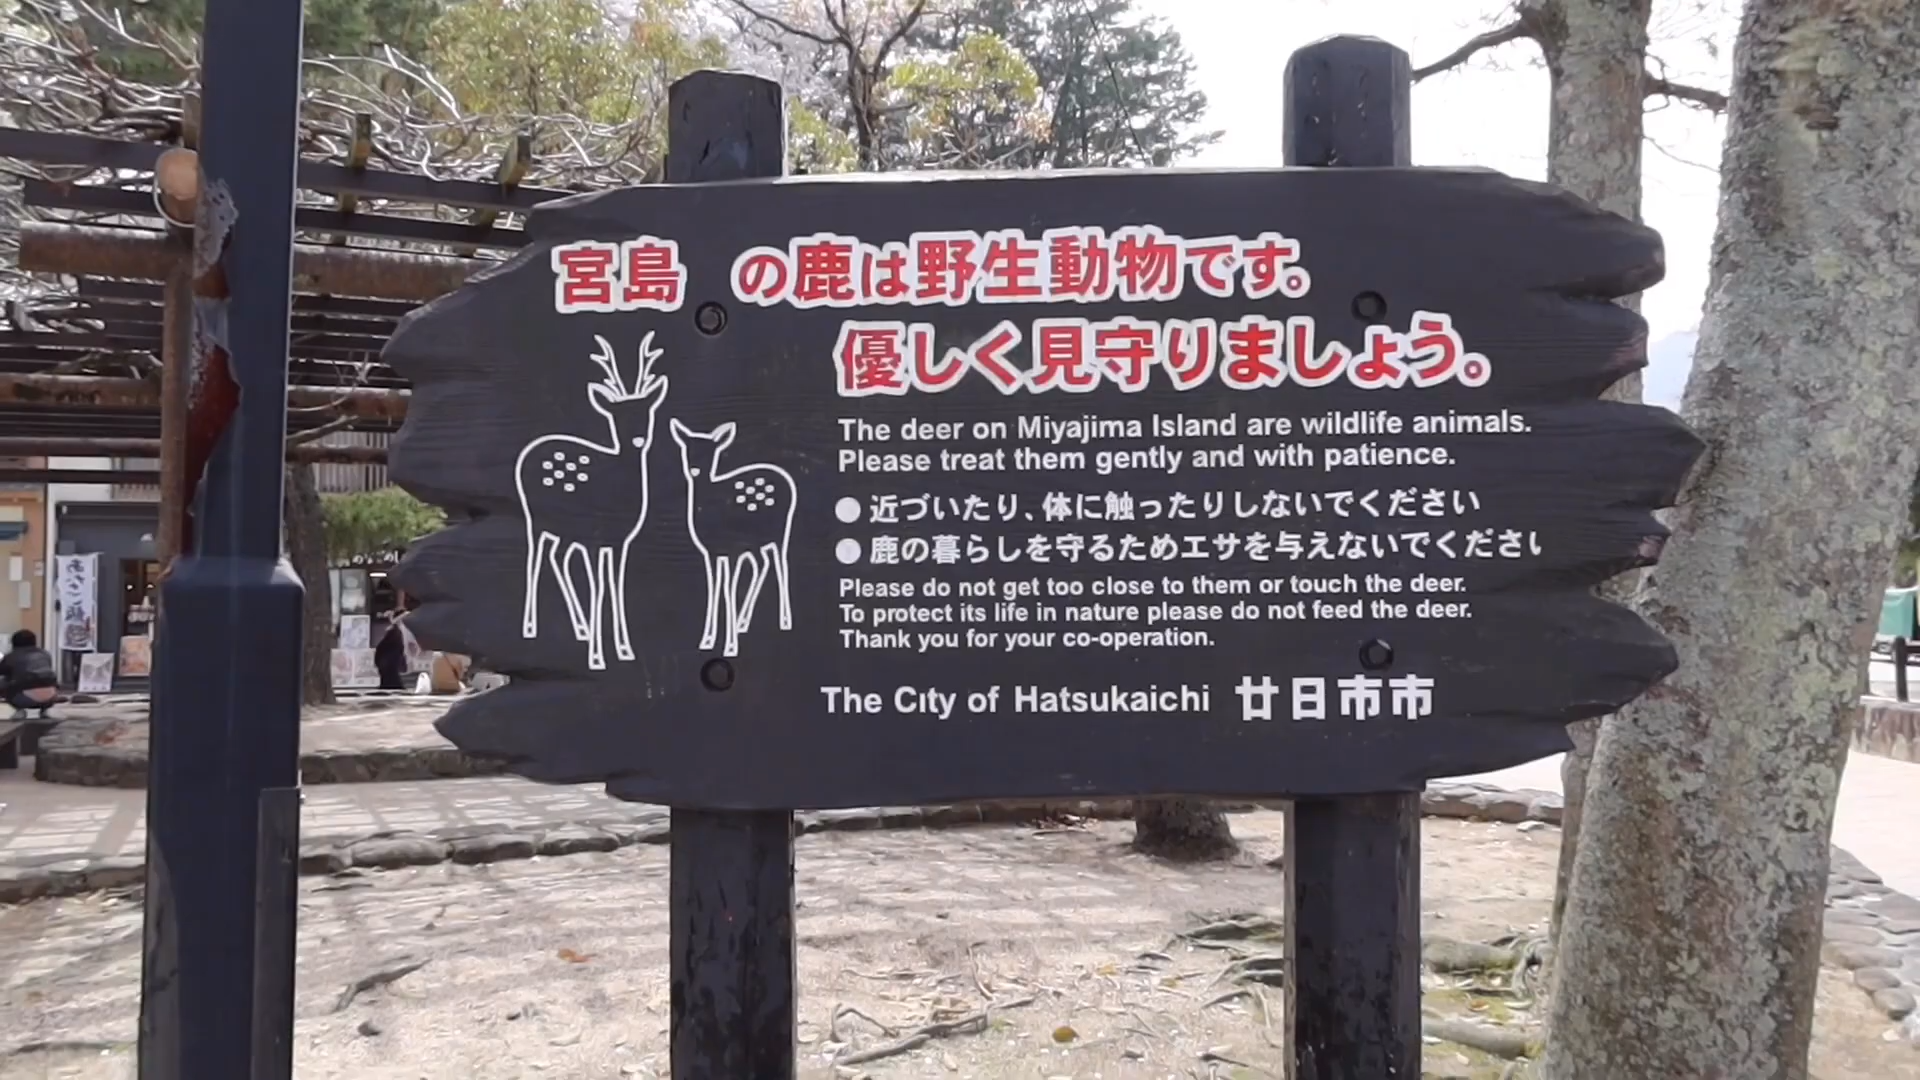 宮島 の鹿は野生動物です。
優しく見守りましょう。
The deer on Miyajima Island are wildlife animals.
Please treat them gently and with patience.
●近づいたり、体に触ったりしないでください
●鹿の暮らしを守るためエサを与えないでください
Please do not get too close to them or touch the deer.
To protect its life in nature please do not feed the deer.
Thank you for your co-operation.
The City of Hatsukaichi 廿日市市
あなご飯